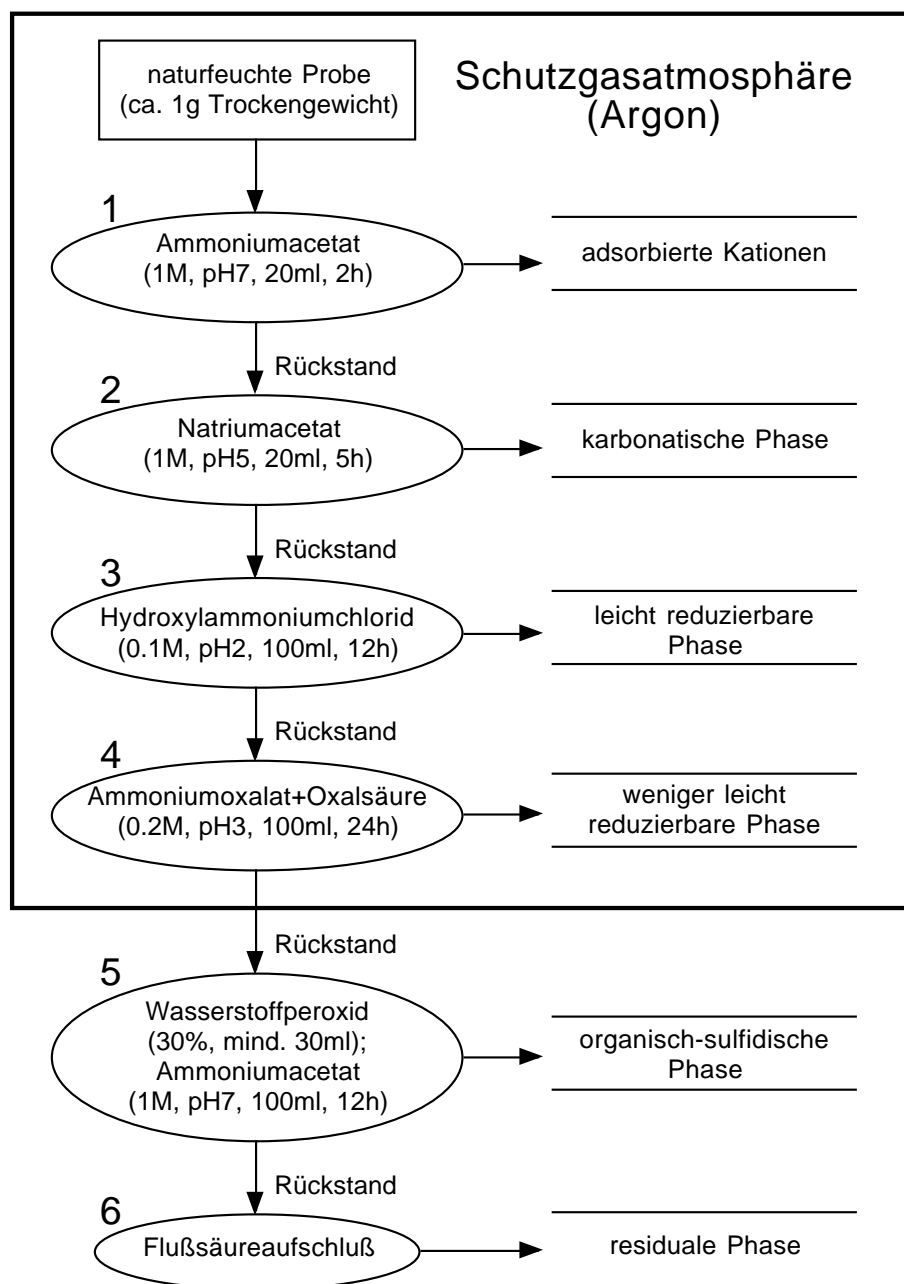 naturfeuchte Probe
(ca. 1g Trockengewicht)
Schutzgasatmosphäre
(Argon)
1
Ammoniumacetat
(1M, pH7, 20ml, 2h)
adsorbierte Kationen
Rückstand
2
Natriumacetat
(1M, pH5, 20ml, 5h)
karbonatische Phase
Rückstand
3
Hydroxylammoniumchlorid
(0.1M, pH2, 100ml, 12h)
leicht reduzierbare
Phase
Rückstand
4
Ammoniumoxalat+Oxalsäure
(0.2M, pH3, 100ml, 24h)
weniger leicht
reduzierbare Phase
Rückstand
5
Wasserstoffperoxid
(30%, mind. 30ml);
Ammoniumacetat
(1M, pH7, 100ml, 12h)
organisch-sulfidische
Phase
Rückstand
6
Flußsäureaufschluß
residuale Phase